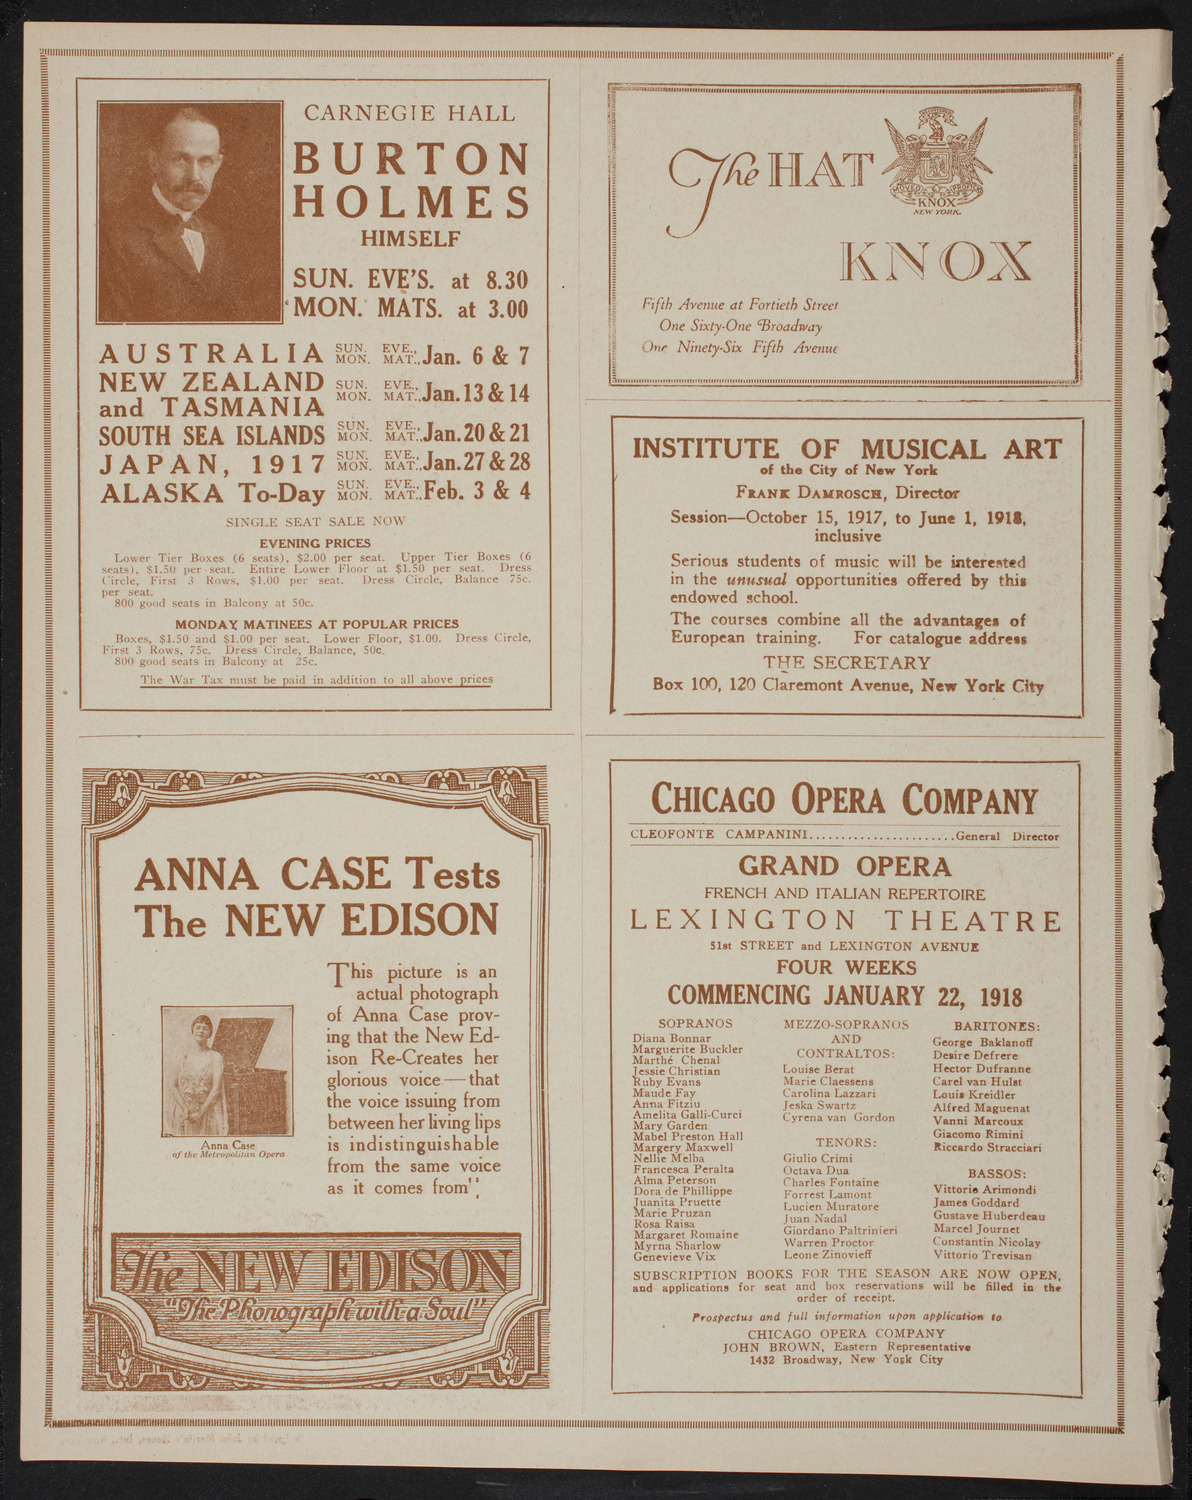 CARNEGIE HALL
BURTON
HOLMES
HIMSELF
SUN. EVE'S. at 8.30
MON. MATS. at 3.00
AUSTRALIA SUN. EVE., MON. MAT., Jan. 6 & 7
NEW ZEALAND
and TASMANIA SUN. EVE., MON. MAT., Jan. 13 & 14
SOUTH SEA ISLANDS SUN. EVE., MON. MAT., Jan. 20 & 21
JAPAN, 1917 SUN. EVE., MON. MAT., Jan. 27 & 28
ALASKA To-Day SUN. EVE., MON. MAT., Feb. 3 & 4
SINGLE SEAT SALE NOW
EVENING PRICES
Lower Tier Boxes (6 seats), $2.00 per seat. Upper Tier Boxes (6
seats), $1.50 per seat. Entire Lower Floor at $1.50 per seat. Dress
Circle, First 3 Rows, $1.00 per seat. Dress Circle, Balance 75c.
per seat.
800 good seats in Balcony at 50c.
MONDAY MATINEES AT POPULAR PRICES
Boxes, $1.50 and $1.00 per seat. Lower Floor, $1.00. Dress Circle,
First 3 Rows, 75c. Dress Circle, Balance, 50c.
800 good seats in Balcony at 25c.
The War Tax must be paid in addition to all above prices
The HAT
KNOX
NEW YORK.
KNOX
Fifth Avenue at Fortieth Street
One Sixty-One Broadway
One Ninety-Six Fifth Avenue
INSTITUTE OF MUSICAL ART
of the City of New York
FRANK DAMROSCH, Director
Session—October 15, 1917, to June 1, 1918,
inclusive
Serious students of music will be interested
in the unusual opportunities offered by this
endowed school.
The courses combine all the advantages of
European training. For catalogue address
THE SECRETARY
Box 100, 120 Claremont Avenue, New York City
ANNA CASE Tests
The NEW EDISON
This picture is an
actual photograph
of Anna Case prov-
ing that the New Ed-
ison Re-Creates her
glorious voice—that
the voice issuing from
between her living lips
is indistinguishable
from the same voice
as it comes from"
Anna Case
of the Metropolitan Opera
The NEW EDISON
"The Phonograph with a Soul"
CHICAGO OPERA COMPANY
CLEOFONTE CAMPANINI.......................General Director
GRAND OPERA
FRENCH AND ITALIAN REPERTOIRE
LEXINGTON THEATRE
51st STREET and LEXINGTON AVENUE
FOUR WEEKS
COMMENCING JANUARY 22, 1918
SOPRANOS
Diana Bonnar
Marguerite Buckler
Marthé Chenal
Jessie Christian
Ruby Evans
Maude Fay
Anna Fitziu
Amelita Galli-Curci
Mary Garden
Mabel Preston Hall
Margery Maxwell
Nellie Melba
Francesca Peralta
Alma Peterson
Dora de Phillippe
Juanita Pruette
Marie Pruzan
Rosa Raisa
Margaret Romaine
Myrna Sharlow
Genevieve Vix
MEZZO-SOPRANOS
AND
CONTRALTOS:
Louise Berat
Marie Claessens
Carolina Lazzari
Jeska Swartz
Cyrena van Gordon
TENORS:
Giulio Crimi
Octava Dua
Charles Fontaine
Forrest Lamont
Lucien Muratore
Juan Nadal
Giordano Paltrinieri
Warren Proctor
Leone Zinovieff
BARITONES:
George Baklanoff
Desire Defrere
Hector Dufranne
Carel van Hulst
Louis Kreidler
Alfred Maguenat
Vanni Marcoux
Giacomo Rimini
Riccardo Stracciari
BASSOS:
Vittorio Arimondi
James Goddard
Gustave Huberdeau
Marcel Journet
Constantin Nicolay
Vittorio Trevisan
SUBSCRIPTION BOOKS FOR THE SEASON ARE NOW OPEN,
and applications for seat and box reservations will be filled in the
order of receipt.
Prospectus and full information upon application to
CHICAGO OPERA COMPANY
JOHN BROWN, Eastern Representative
1432 Broadway, New York City